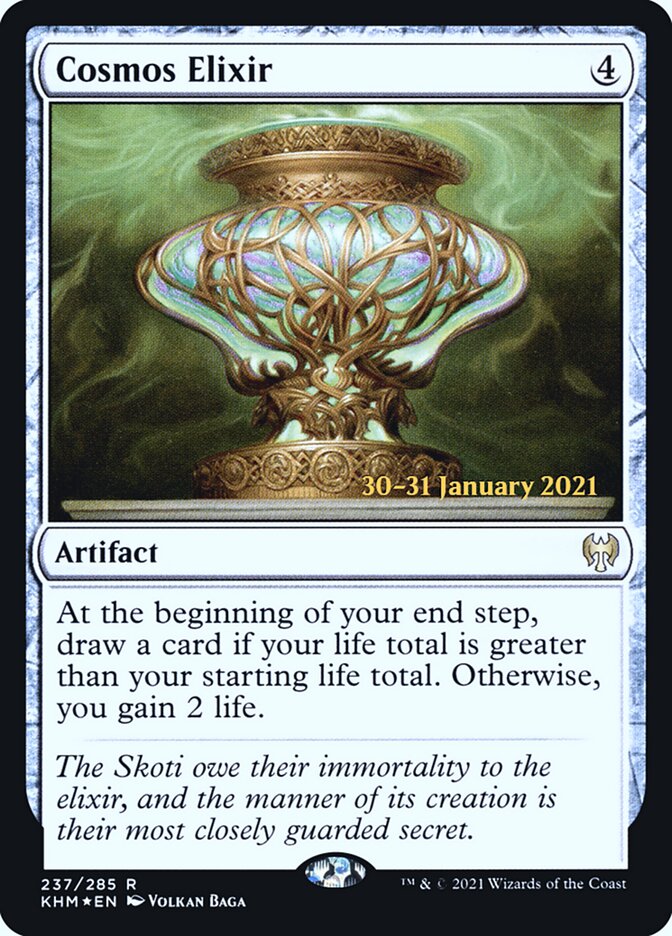 Cosmos Elixir 4
30–31 January 2021
Artifact
At the beginning of your end step,
draw a card if your life total is greater
than your starting life total. Otherwise,
you gain 2 life.
The Skoti owe their immortality to the
elixir, and the manner of its creation is
their most closely guarded secret.
237/285 R
KHM★EN Volkan Baga
™ & © 2021 Wizards of the Coast